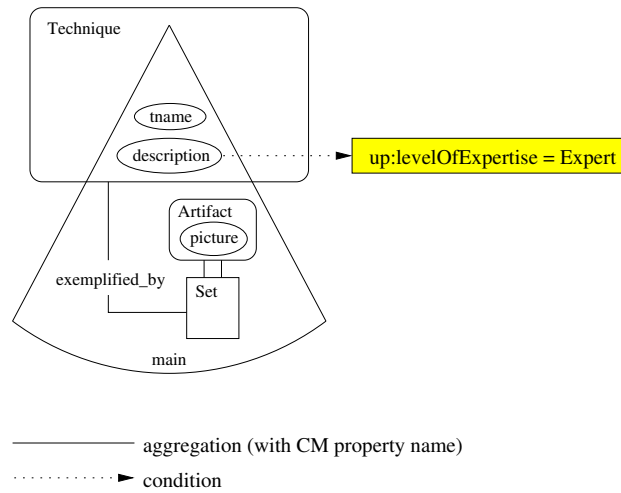 Technique
tname
description
up:levelOfExpertise = Expert
Artifact
picture
exemplified_by
Set
main
aggregation (with CM property name)
condition